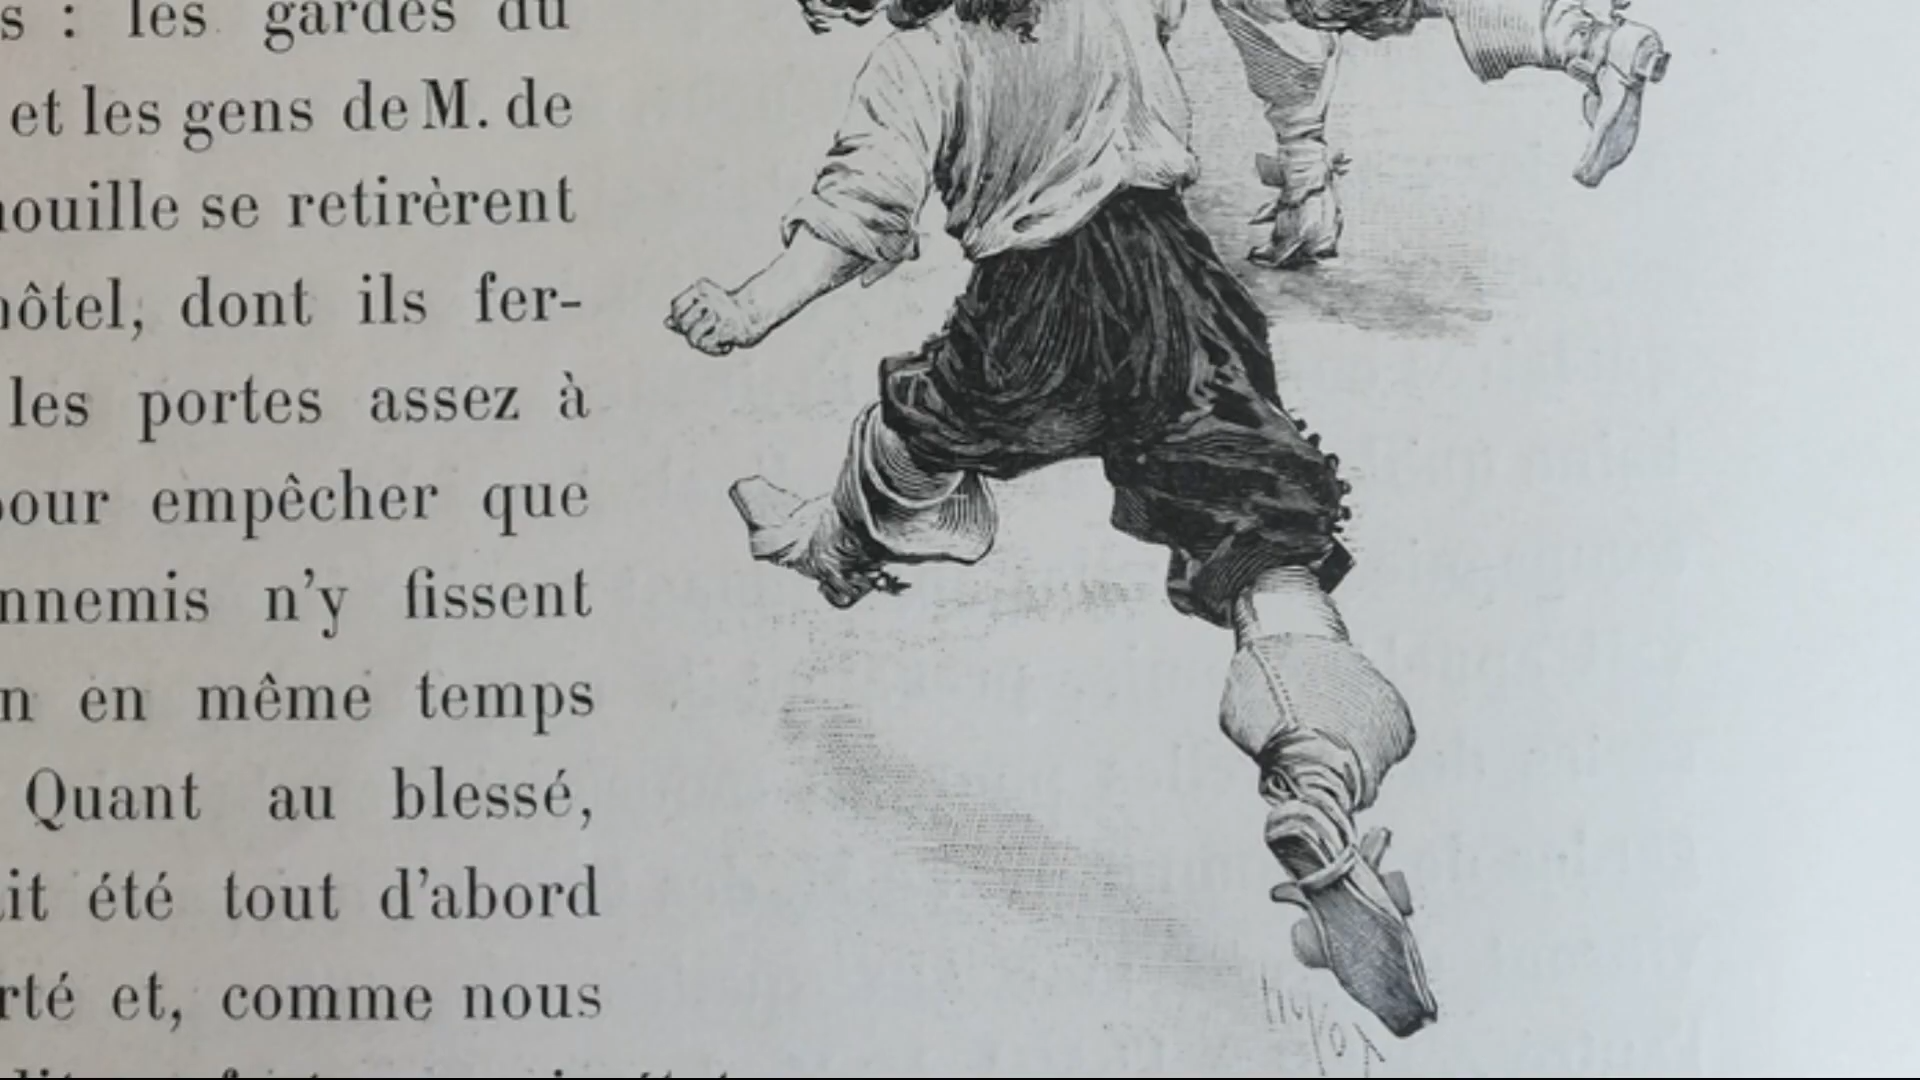 s : les gardes du
et les gens de M. de
nouille se retirèrent
hôtel, dont ils fer-
les portes assez à
pour empêcher que
nnemis n'y fissent
n en même temps
Quant au blessé,
it été tout d'abord
rté et, comme nous